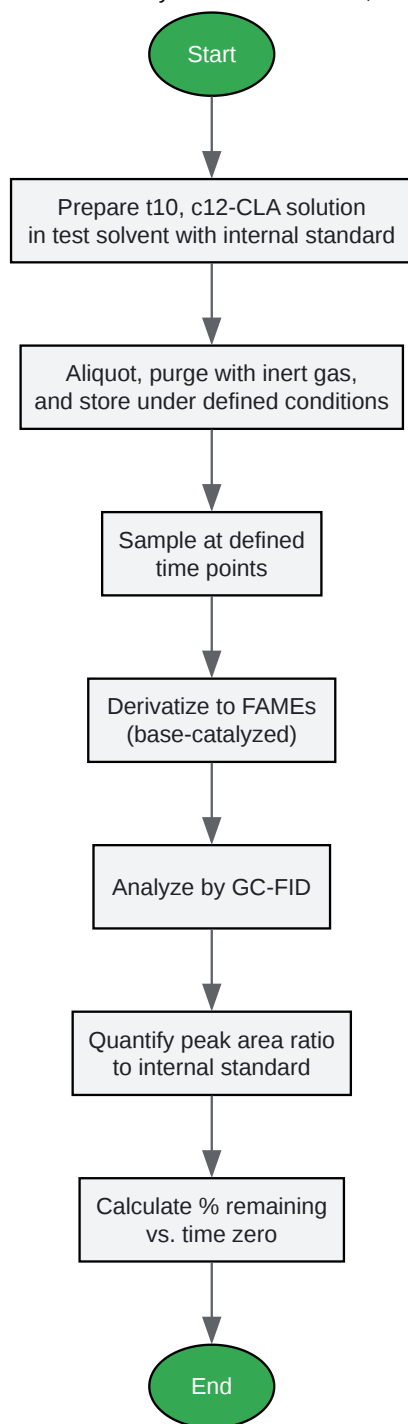 Start
Prepare t10, c12-CLA solution
in test solvent with internal standard
Aliquot, purge with inert gas,
and store under defined conditions
Sample at defined
time points
Derivatize to FAMEs
(base-catalyzed)
Analyze by GC-FID
Quantify peak area ratio
to internal standard
Calculate % remaining
vs. time zero
End